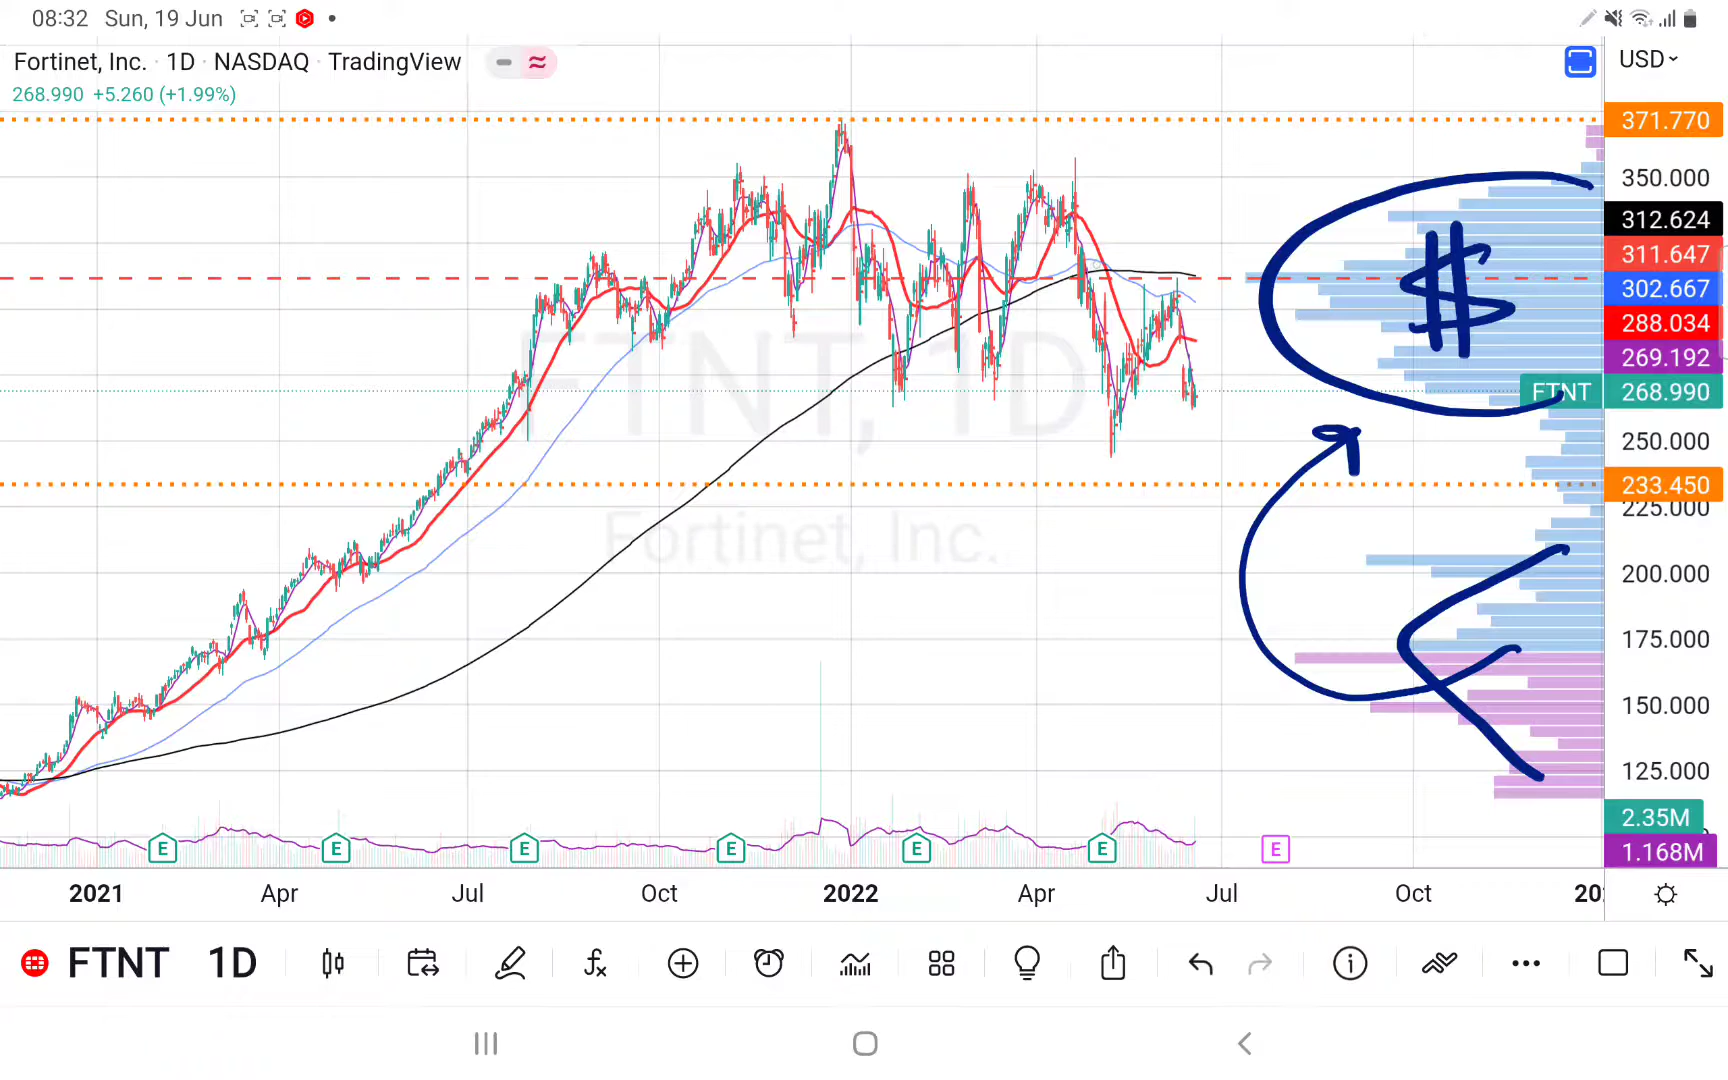 08:32 Sun, 19 Jun
Fortinet, Inc. · 1D · NASDAQ · TradingView
USD
268.990 +5.260 (+1.99%)
371.770
350.000
312.624
311.647
302.667
288.034
269.192
FTNT 268.990
250.000
233.450
225.000
200.000
175.000
150.000
125.000
2.35M
1.168M
$
FTNT, 1D
Fortinet, Inc.
E E E E E E E
2021 Apr Jul Oct 2022 Apr Jul Oct
FTNT 1D